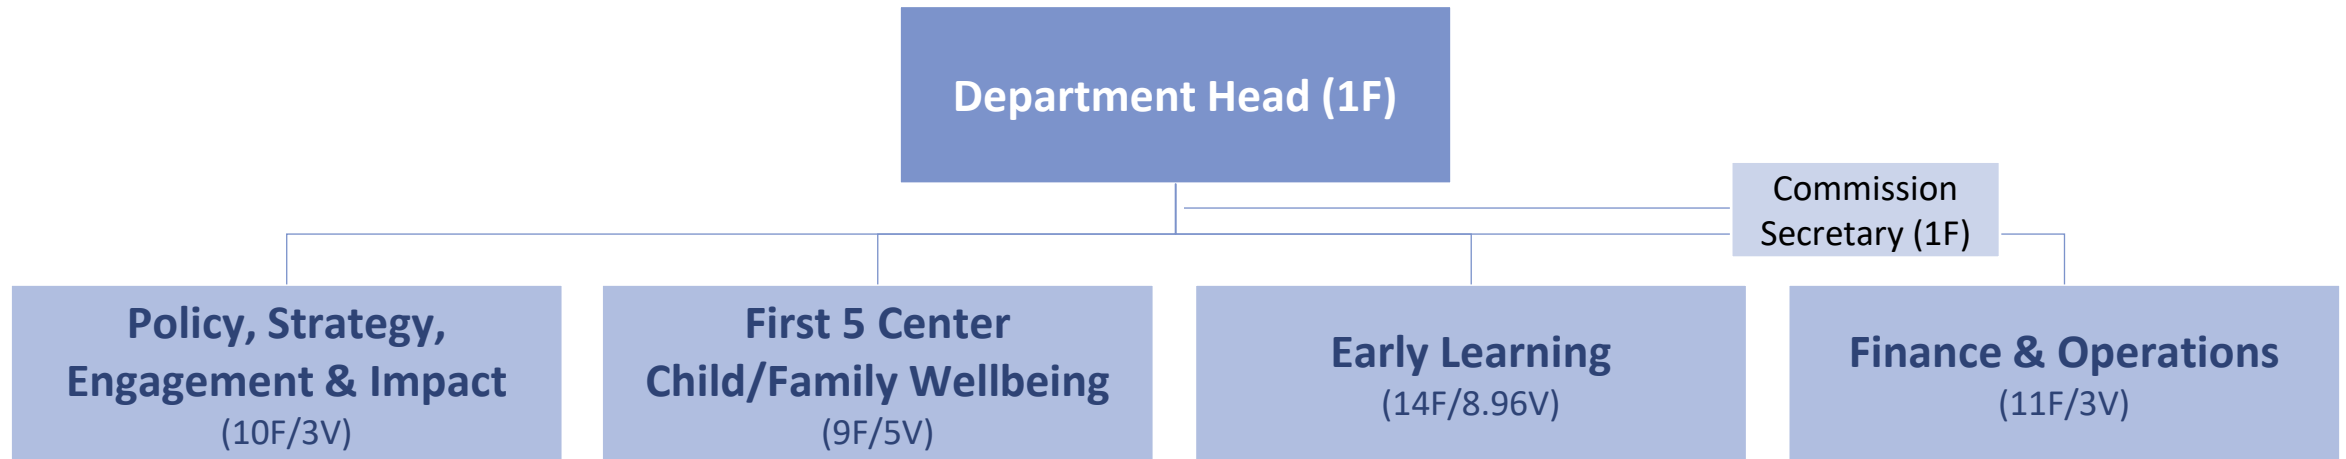 Department Head (1F)
Commission
Secretary (1F)
Policy, Strategy,
Engagement & Impact
(10F/3V)
First 5 Center
Child/Family Wellbeing
(9F/5V)
Early Learning
(14F/8.96V)
Finance & Operations
(11F/3V)